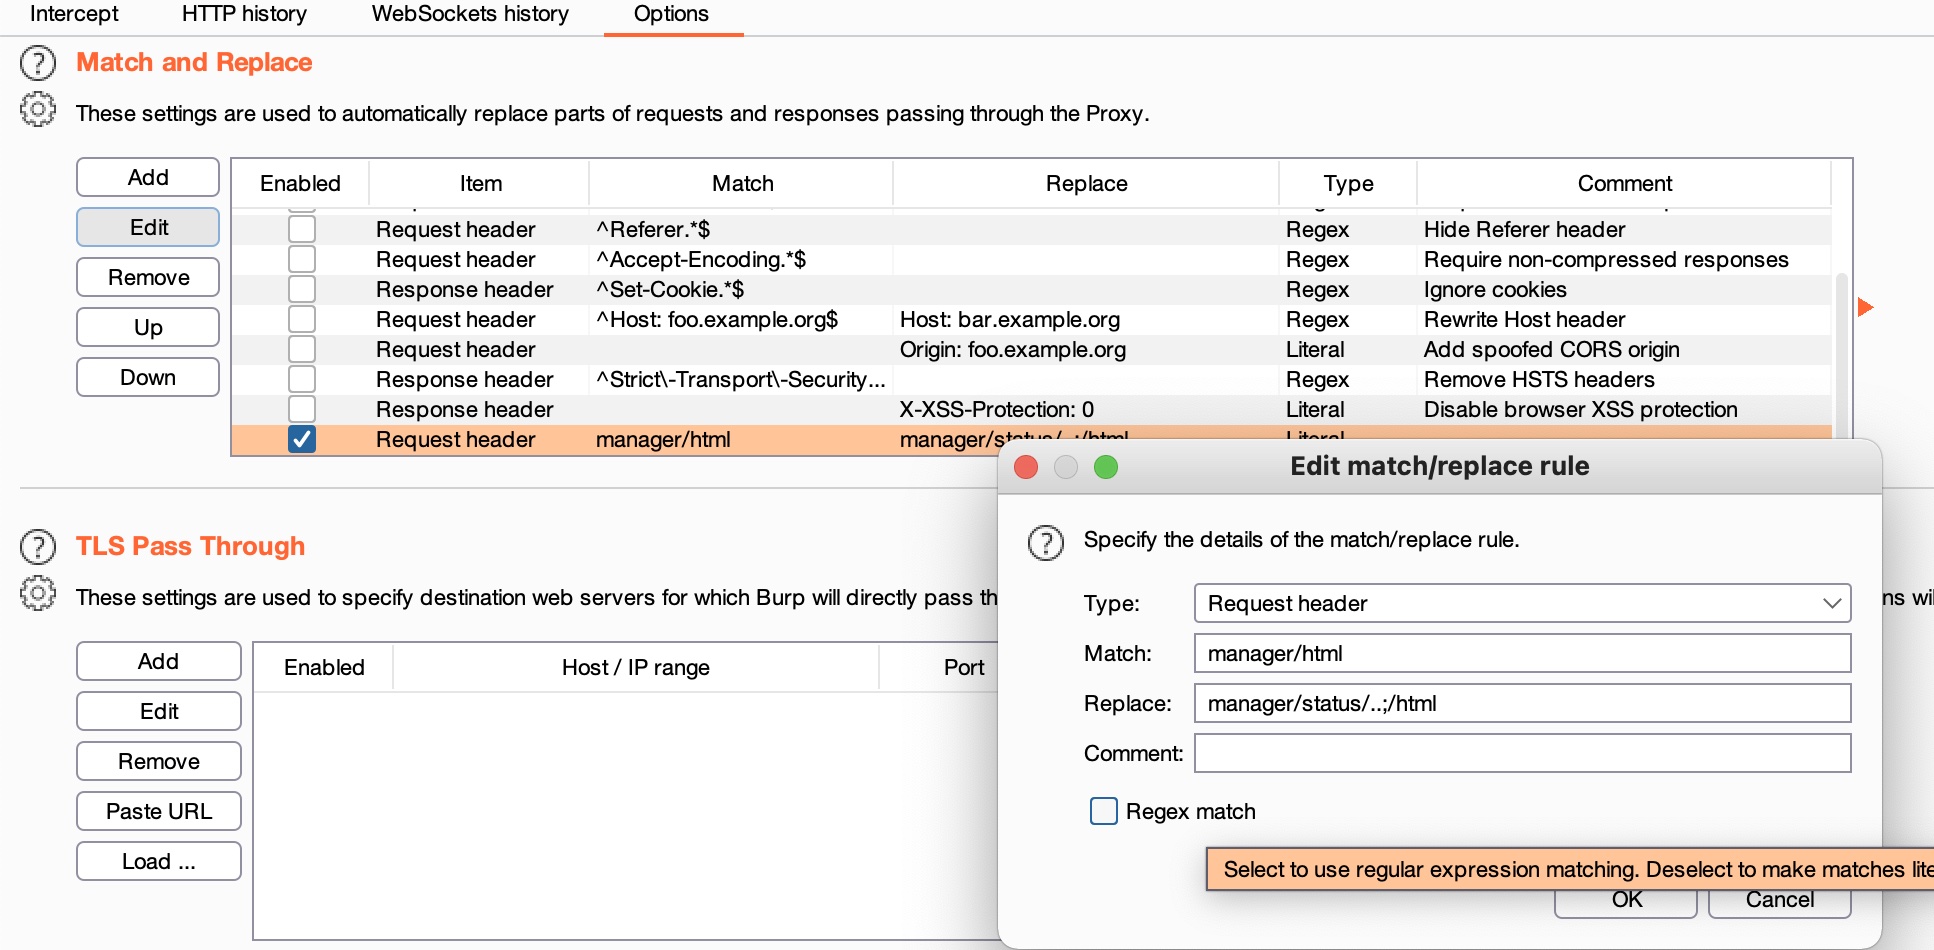 Intercept HTTP history WebSockets history Options
Match and Replace
These settings are used to automatically replace parts of requests and responses passing through the Proxy.
Add
Edit
Remove
Up
Down
Enabled Item Match Replace Type Comment
Request header ^Referer.*$ Regex Hide Referer header
Request header ^Accept-Encoding.*$ Regex Require non-compressed responses
Response header ^Set-Cookie.*$ Regex Ignore cookies
Request header ^Host: foo.example.org$ Host: bar.example.org Regex Rewrite Host header
Request header Origin: foo.example.org Literal Add spoofed CORS origin
Response header ^Strict\-Transport\-Security... Regex Remove HSTS headers
Response header X-XSS-Protection: 0 Literal Disable browser XSS protection
Request header manager/html manager/status/..;/html Literal
TLS Pass Through
These settings are used to specify destination web servers for which Burp will directly pass th
ns wil
Add
Edit
Remove
Paste URL
Load ...
Enabled Host / IP range Port
Edit match/replace rule
Specify the details of the match/replace rule.
Type: Request header
Match: manager/html
Replace: manager/status/..;/html
Comment:
Regex match
Select to use regular expression matching. Deselect to make matches lite
OK Cancel